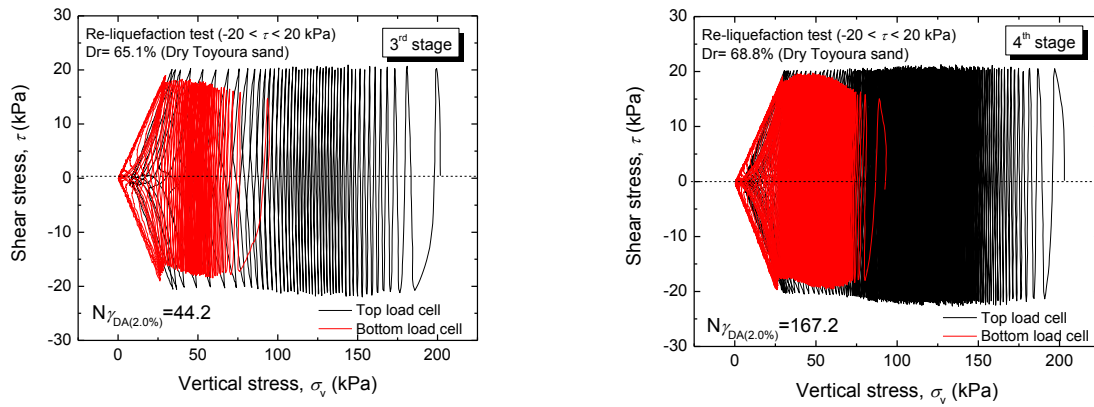 Re-liquefaction test (-20 < τ < 20 kPa)
Dr= 65.1% (Dry Toyoura sand)
3rd stage
30
20
10
0
-10
-20
-30
Shear stress, τ (kPa)
NγDA(2.0%)=44.2
Top load cell
Bottom load cell
0 50 100 150 200
Vertical stress, σv (kPa)
Re-liquefaction test (-20 < τ < 20 kPa)
Dr= 68.8% (Dry Toyoura sand)
4th stage
30
20
10
0
-10
-20
-30
Shear stress, τ (kPa)
NγDA(2.0%)=167.2
Top load cell
Bottom load cell
0 50 100 150 200
Vertical stress, σv (kPa)